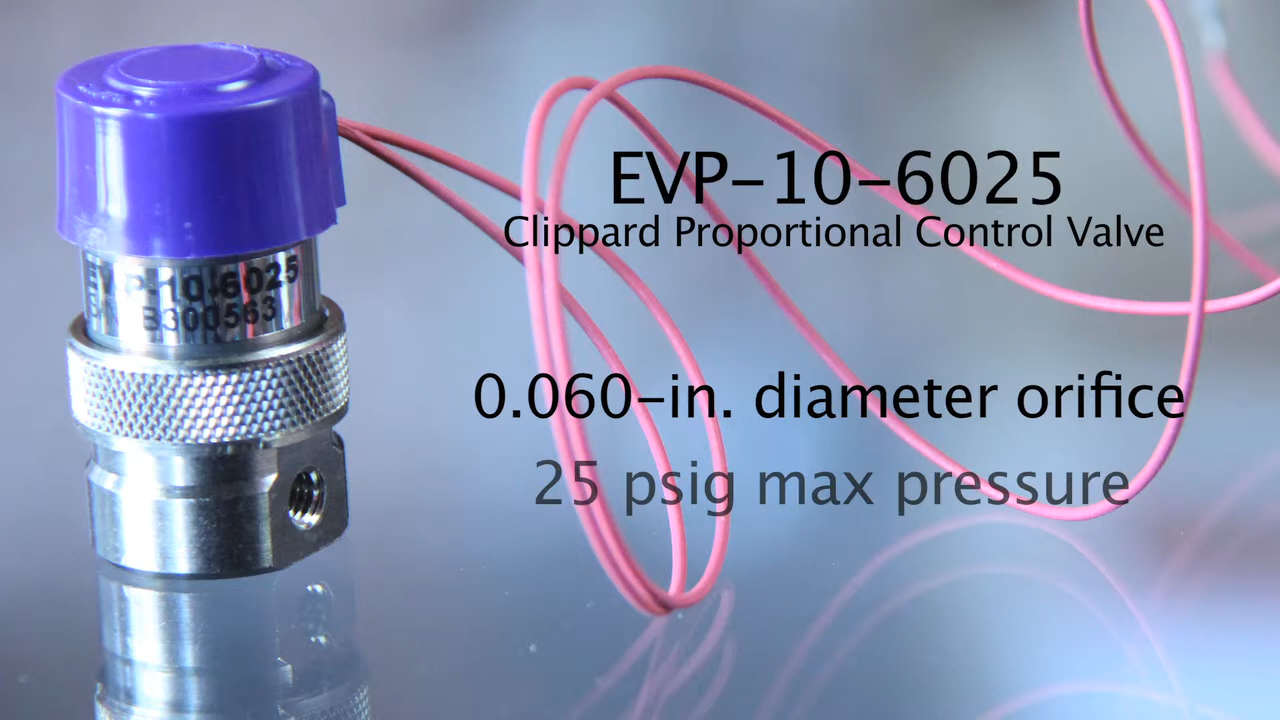 EVP-10-6025
Clippard Proportional Control Valve
EVP-10-6025
B300563
0.060-in. diameter orifice
25 psig max pressure